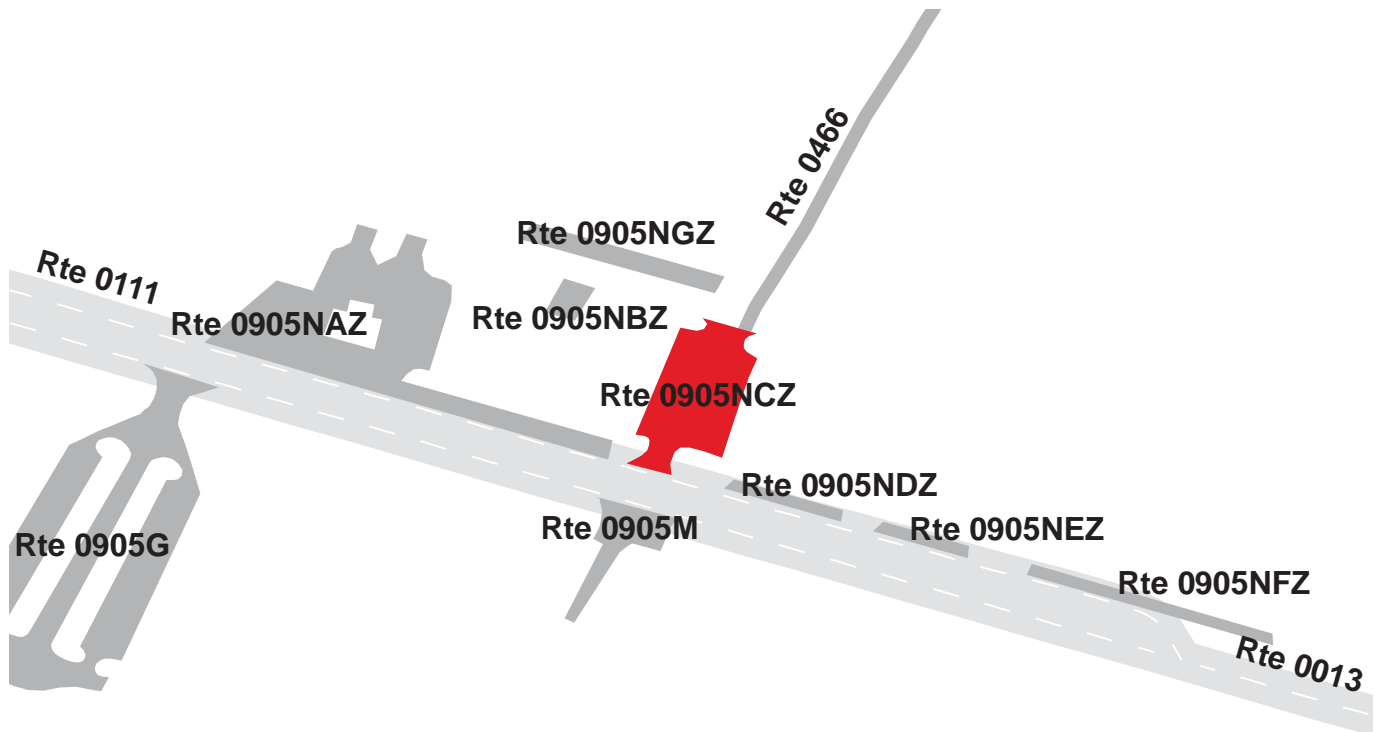 Rte 0466
Rte 0905NGZ
Rte 0111
Rte 0905NAZ
Rte 0905NBZ
Rte 0905NCZ
Rte 0905NDZ
Rte 0905M
Rte 0905NEZ
Rte 0905G
Rte 0905NFZ
Rte 0013